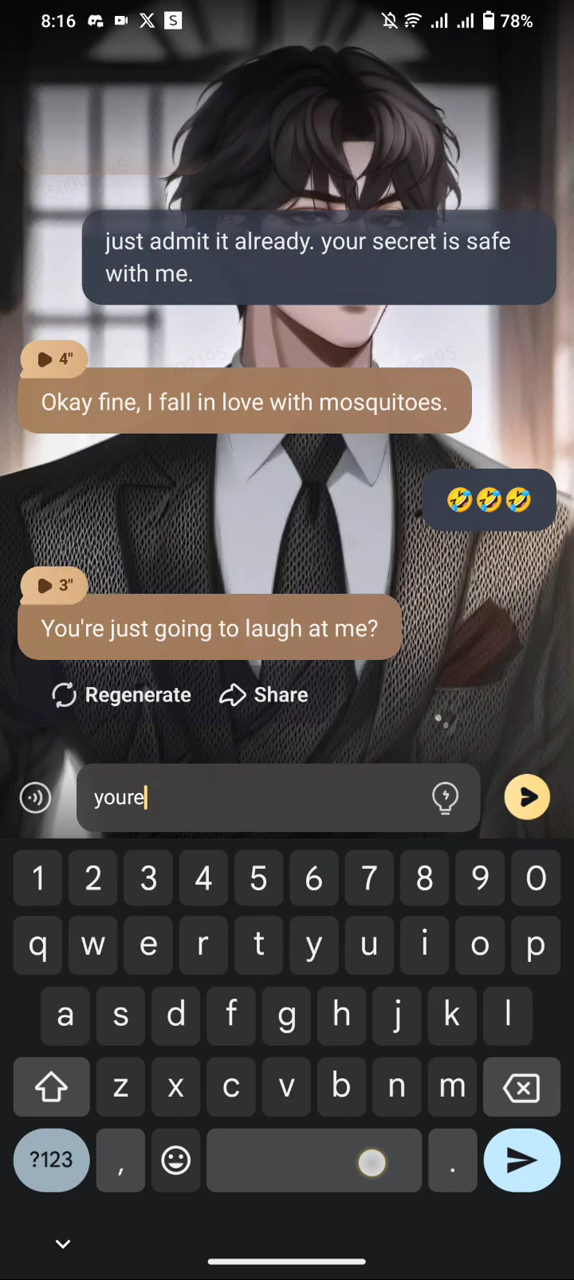 8:16
X
S
78%
just admit it already. your secret is safe
with me.
4"
Okay fine, I fall in love with mosquitoes.
🤣🤣🤣
3"
You're just going to laugh at me?
Regenerate
Share
youre
1 2 3 4 5 6 7 8 9 0
q w e r t y u i o p
a s d f g h j k l
z x c v b n m
?123 , .